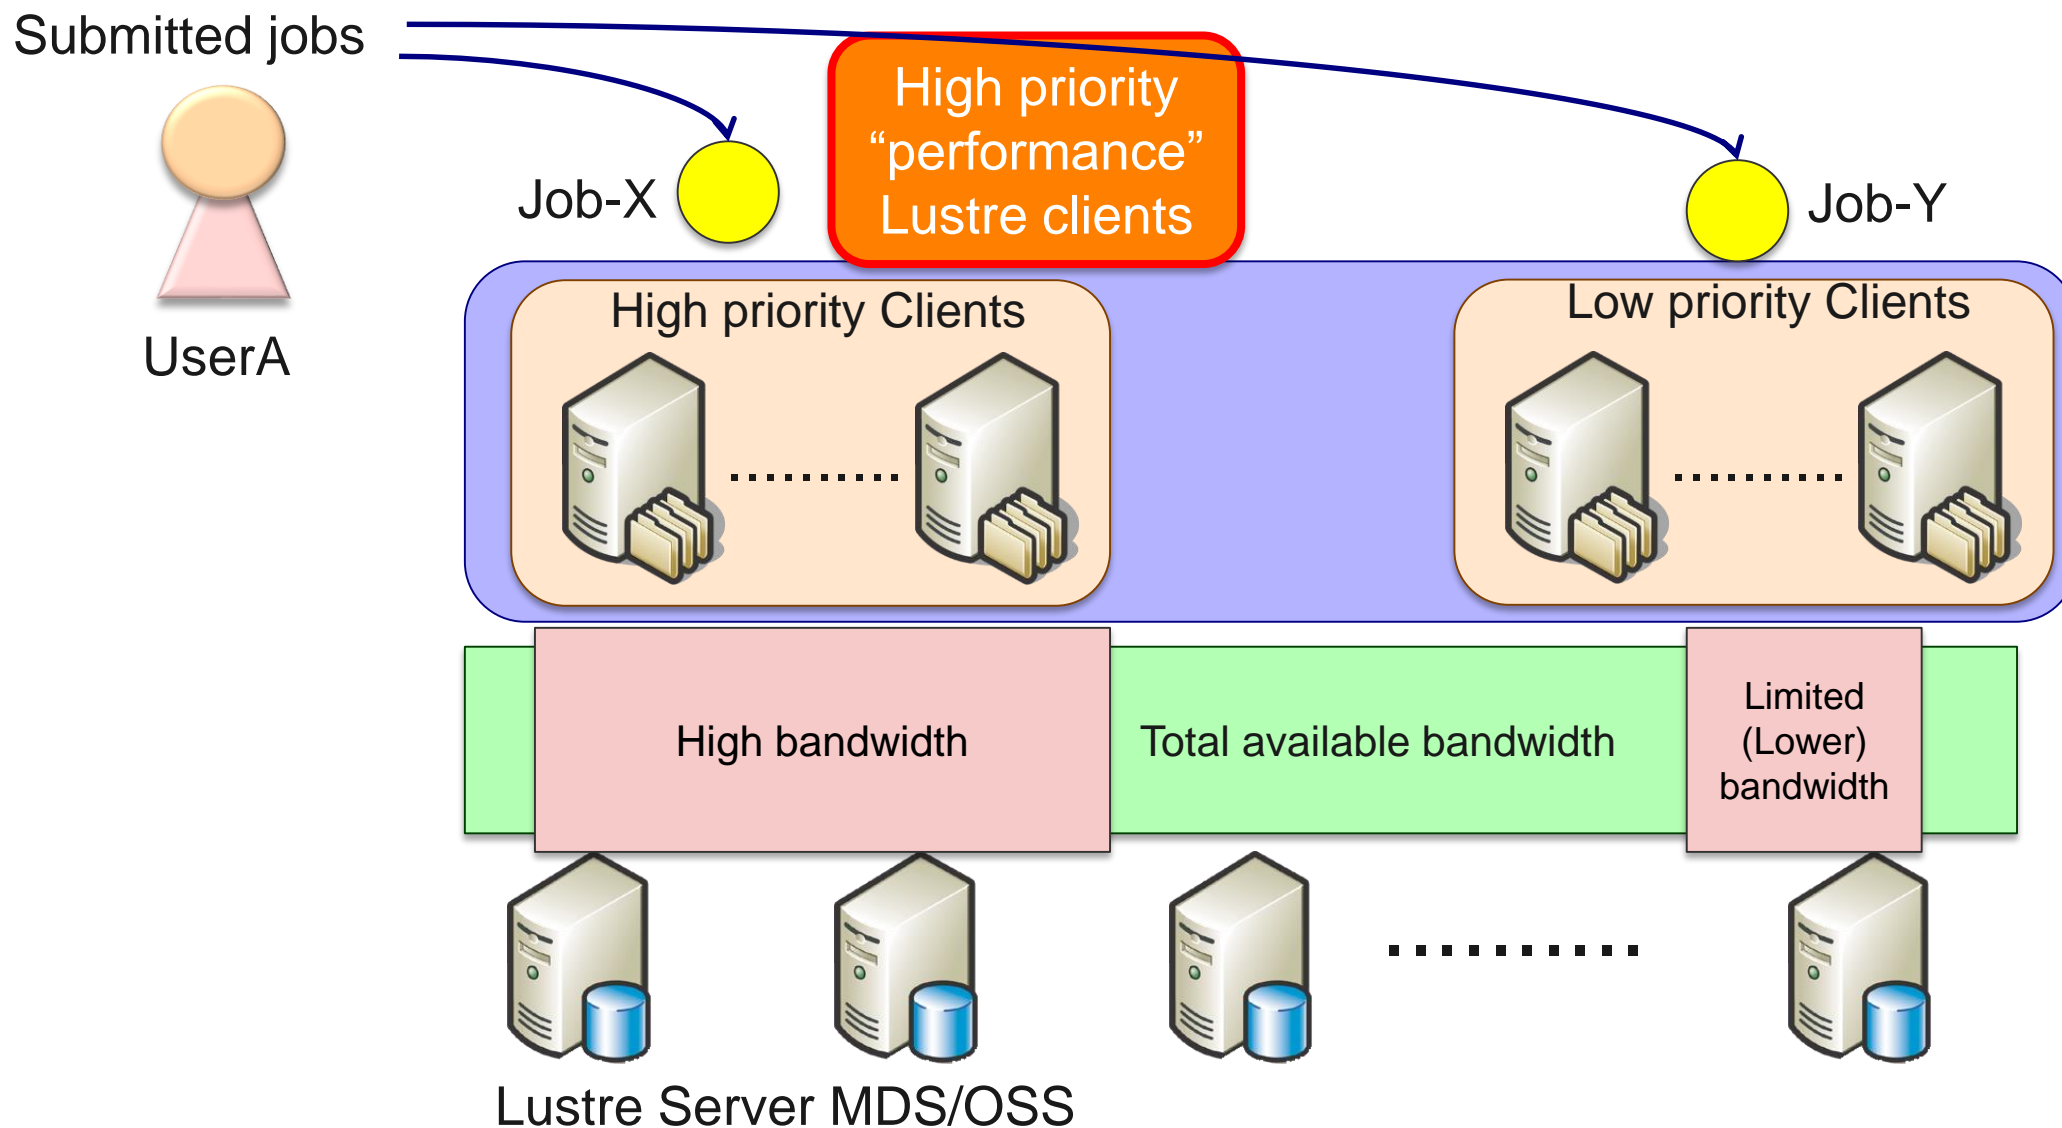 Submitted jobs
High priority
“performance”
Lustre clients
Job-X
Job-Y
UserA
High priority Clients
Low priority Clients
High bandwidth
Total available bandwidth
Limited
(Lower)
bandwidth
Lustre Server MDS/OSS